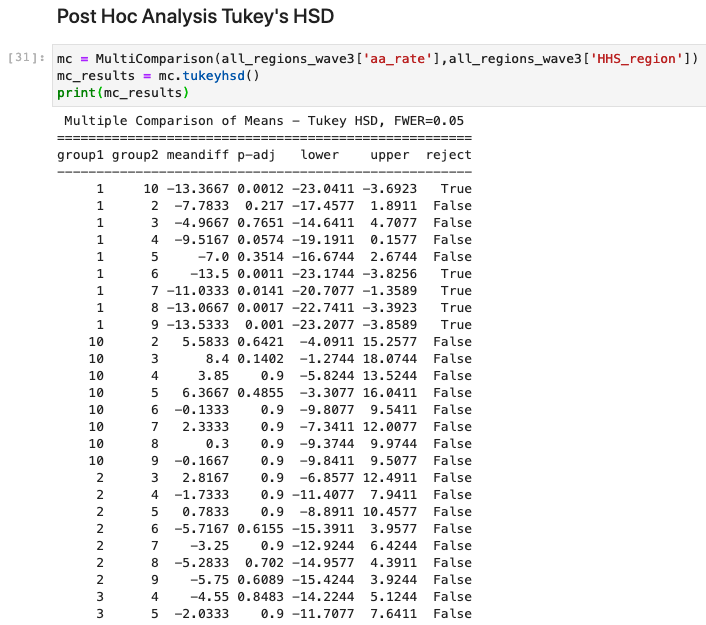 Post Hoc Analysis Tukey's HSD
[31]: mc = MultiComparison(all_regions_wave3['aa_rate'],all_regions_wave3['HHS_region'])
mc_results = mc.tukeyhsd()
print(mc_results)
Multiple Comparison of Means - Tukey HSD, FWER=0.05
=====================================================
group1 group2 meandiff p-adj   lower    upper  reject
-----------------------------------------------------
     1     10 -13.3667 0.0012 -23.0411 -3.6923   True
     1      2  -7.7833  0.217 -17.4577  1.8911  False
     1      3  -4.9667 0.7651 -14.6411  4.7077  False
     1      4  -9.5167 0.0574 -19.1911  0.1577  False
     1      5     -7.0 0.3514 -16.6744  2.6744  False
     1      6    -13.5 0.0011 -23.1744 -3.8256   True
     1      7 -11.0333 0.0141 -20.7077 -1.3589   True
     1      8 -13.0667 0.0017 -22.7411 -3.3923   True
     1      9 -13.5333  0.001 -23.2077 -3.8589   True
    10      2   5.5833 0.6421  -4.0911 15.2577  False
    10      3      8.4 0.1402  -1.2744 18.0744  False
    10      4     3.85    0.9  -5.8244 13.5244  False
    10      5   6.3667 0.4855  -3.3077 16.0411  False
    10      6  -0.1333    0.9  -9.8077  9.5411  False
    10      7   2.3333    0.9  -7.3411 12.0077  False
    10      8      0.3    0.9  -9.3744  9.9744  False
    10      9  -0.1667    0.9  -9.8411  9.5077  False
     2      3   2.8167    0.9  -6.8577 12.4911  False
     2      4  -1.7333    0.9 -11.4077  7.9411  False
     2      5   0.7833    0.9  -8.8911 10.4577  False
     2      6  -5.7167 0.6155 -15.3911  3.9577  False
     2      7    -3.25    0.9 -12.9244  6.4244  False
     2      8  -5.2833  0.702 -14.9577  4.3911  False
     2      9    -5.75 0.6089 -15.4244  3.9244  False
     3      4    -4.55 0.8483 -14.2244  5.1244  False
     3      5  -2.0333    0.9 -11.7077  7.6411  False